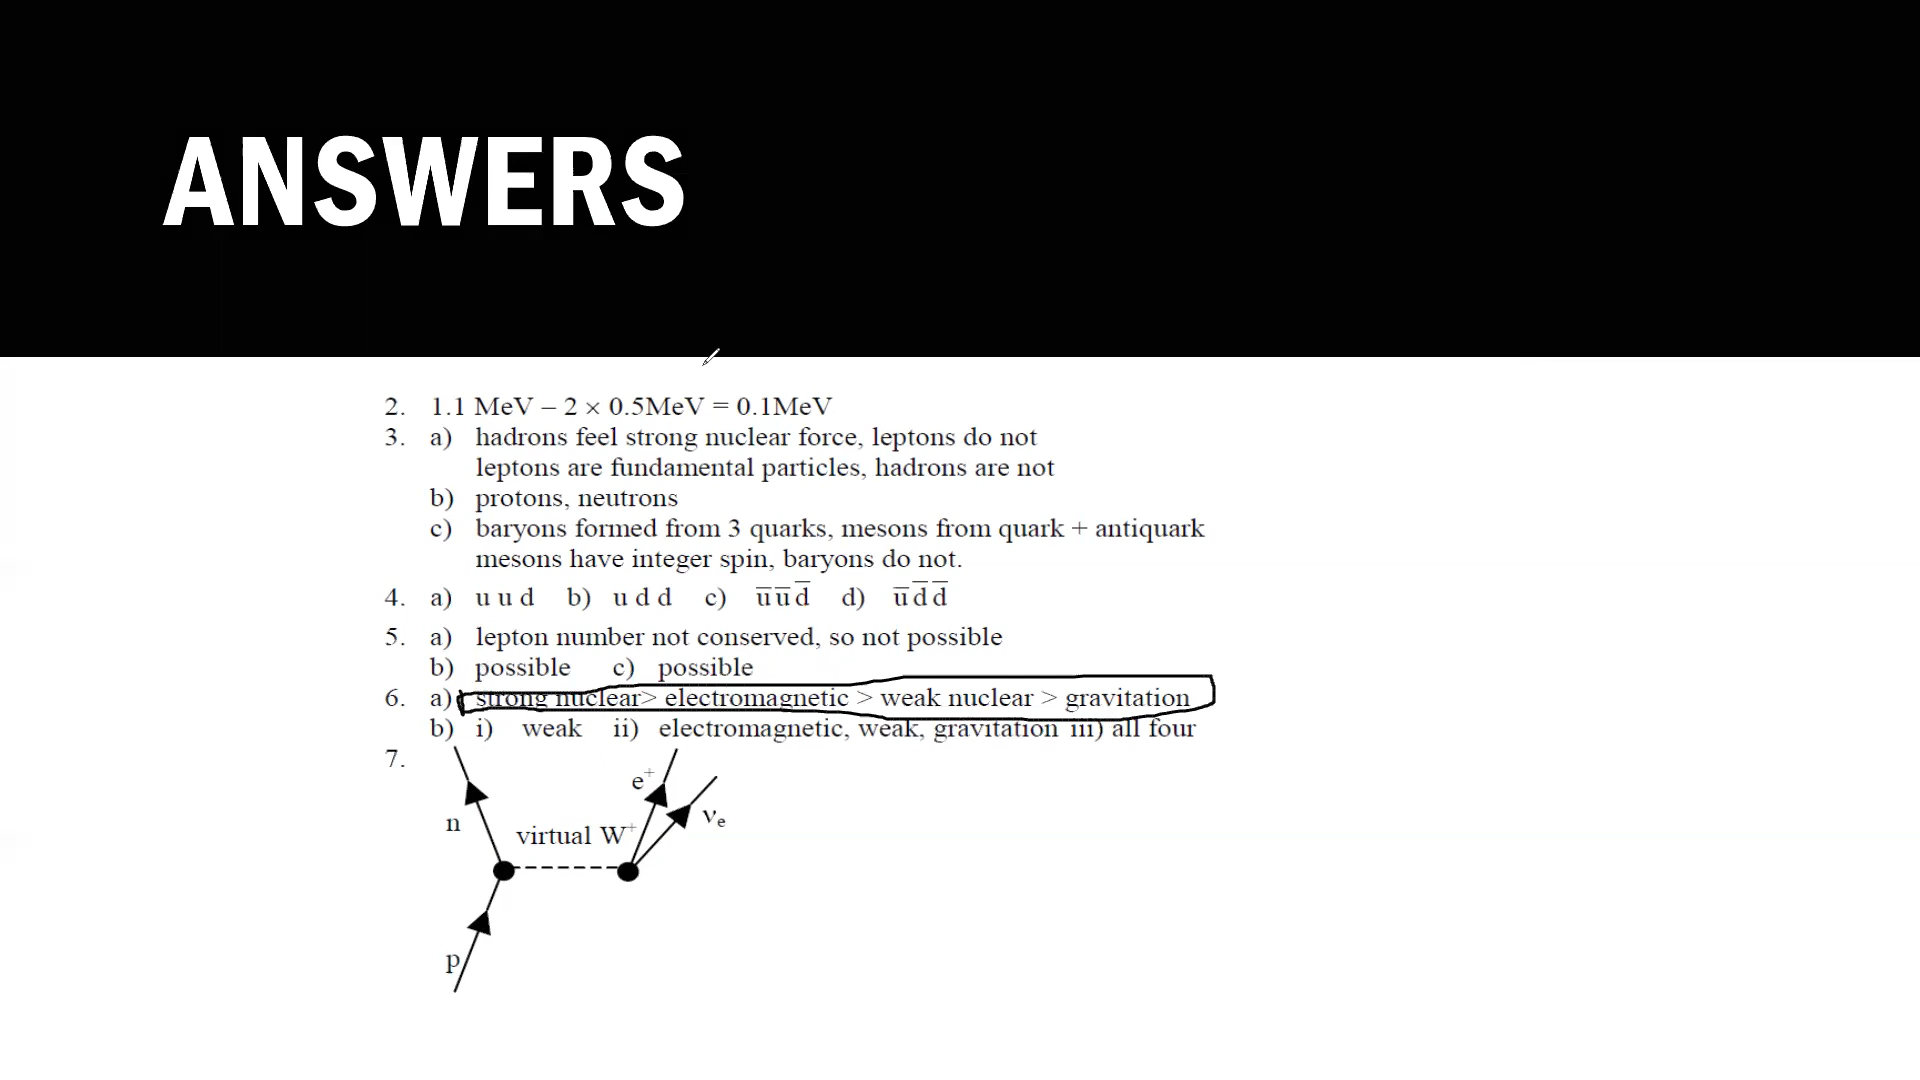 ANSWERS
2. 1.1 MeV – 2 × 0.5MeV = 0.1MeV
3. a) hadrons feel strong nuclear force, leptons do not
leptons are fundamental particles, hadrons are not
b) protons, neutrons
c) baryons formed from 3 quarks, mesons from quark + antiquark
mesons have integer spin, baryons do not.
4. a) u u d b) u d d c) u̅ u̅ d̅ d) u̅ d̅ d̅
5. a) lepton number not conserved, so not possible
b) possible c) possible
6. a) strong nuclear> electromagnetic > weak nuclear > gravitation
b) i) weak ii) electromagnetic, weak, gravitation iii) all four
7.
e⁺
n
virtual W⁺
νₑ
p